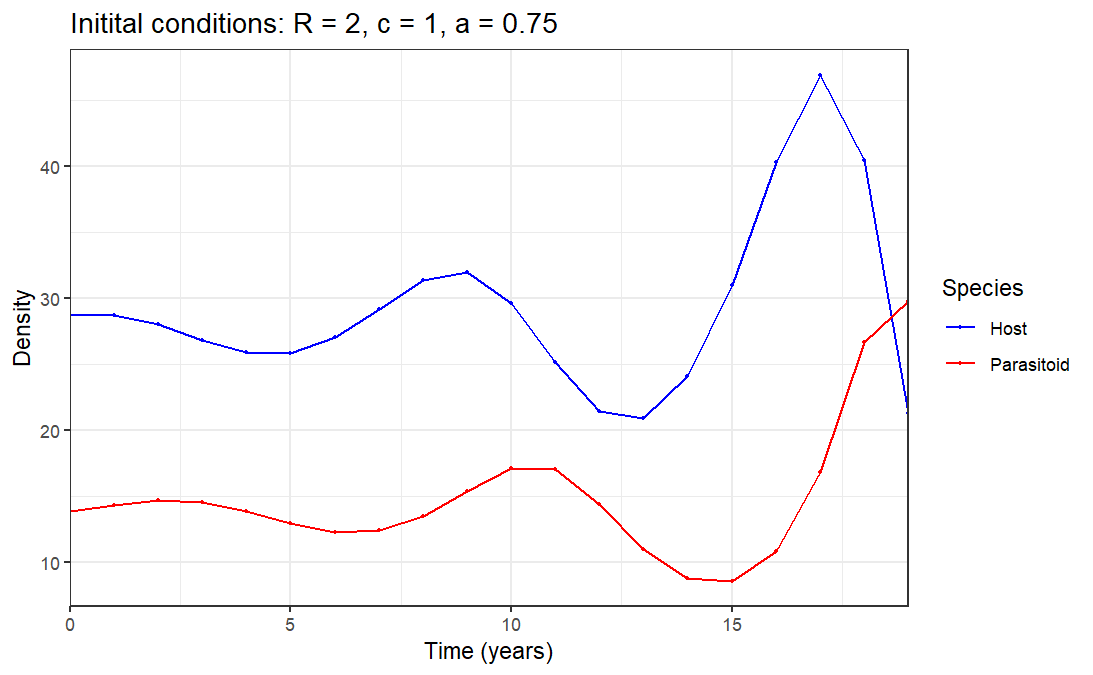 Initital conditions: R = 2, c = 1, a = 0.75
40
30
20
10
Density
0 5 10 15
Time (years)
Species
Host
Parasitoid